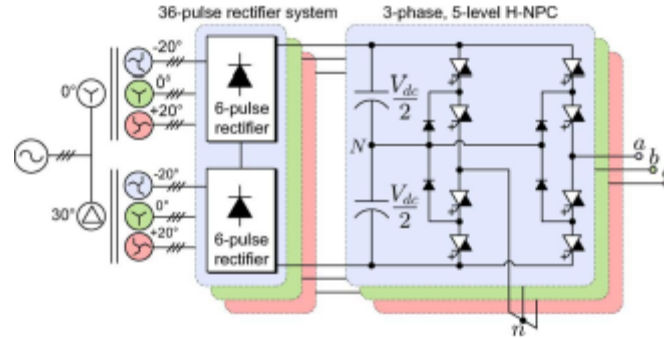 36-pulse rectifier system
3-phase, 5-level H-NPC
-20°
0°
0°
+20°
6-pulse
rectifier
-20°
30°
0°
+20°
6-pulse
rectifier
V_dc/2
N
V_dc/2
a
b
n